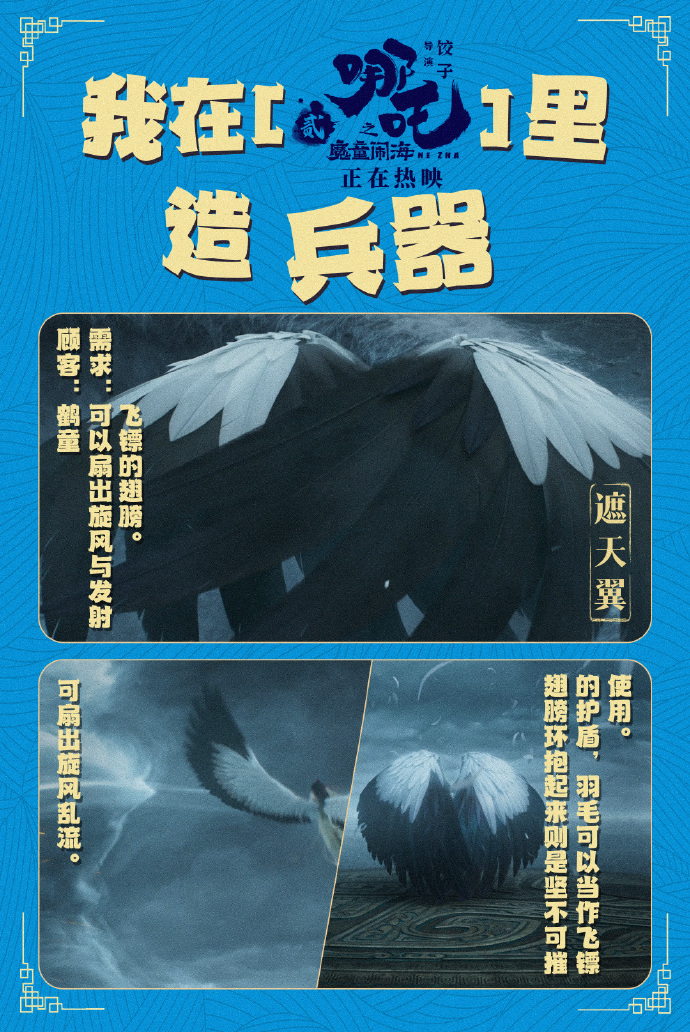 导演 饺子
我在[哪吒贰之魔童闹海]里
NE ZHA
正在热映
造兵器
顾客：鹤童
需求：可以扇出旋风与发射
飞镖的翅膀。
遮天翼
可扇出旋风乱流。
翅膀环抱起来则是坚不可摧
的护盾，羽毛可以当作飞镖
使用。